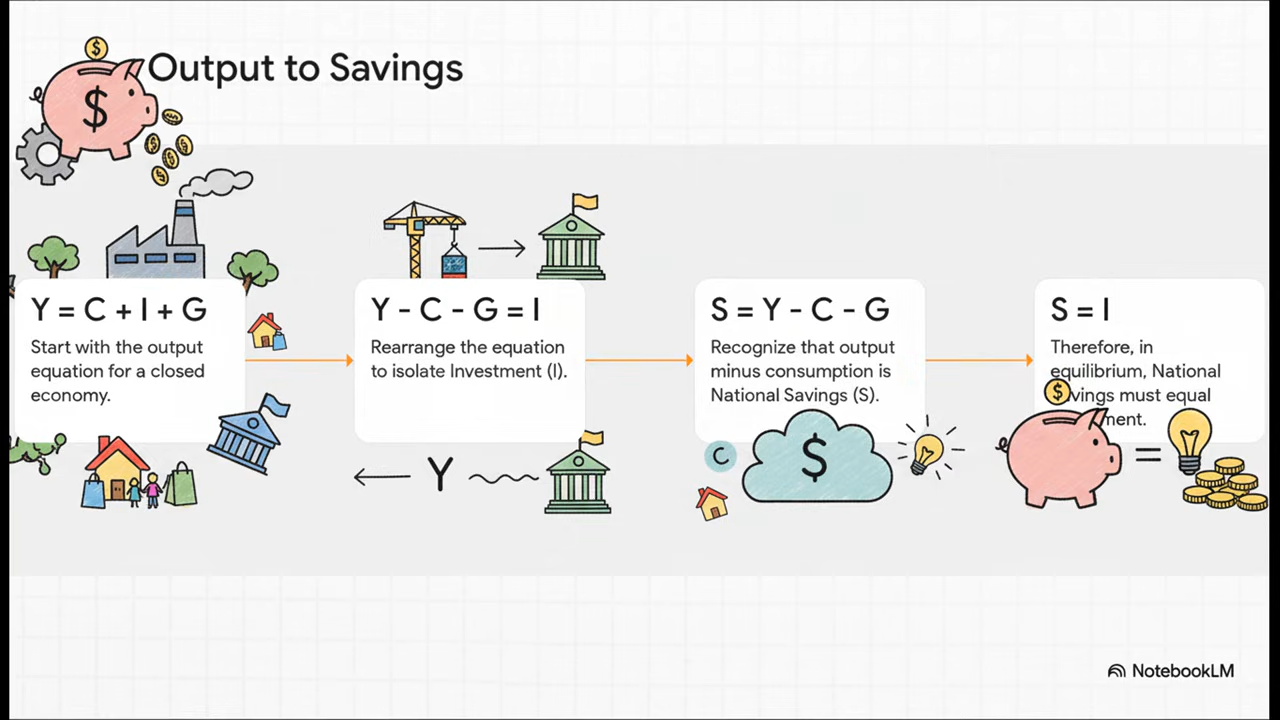 Output to Savings
$
$
Y = C + I + G
Start with the output
equation for a closed
economy.
Y - C - G = I
Rearrange the equation
to isolate Investment (I).
S = Y - C - G
Recognize that output
minus consumption is
National Savings (S).
S = I
Therefore, in
equilibrium, National
must equal
$
Y
C
$
=
NotebookLM